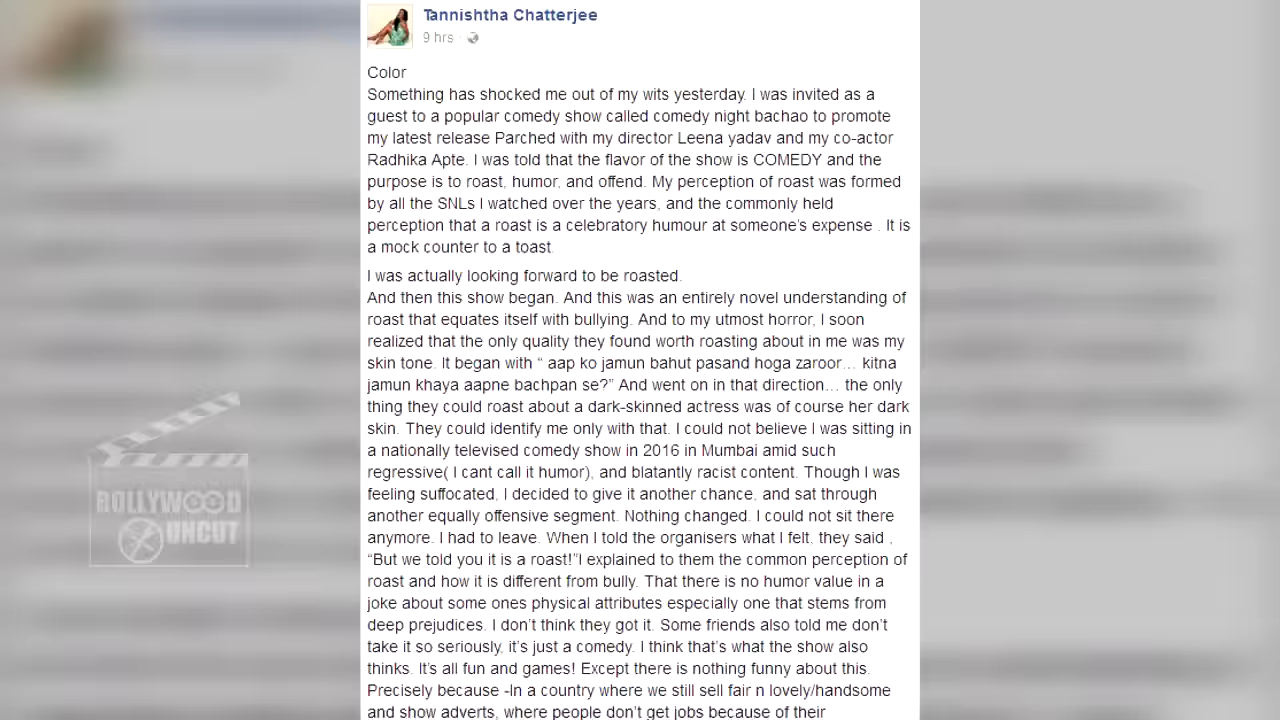 Tannishtha Chatterjee
9 hrs ·
Color
Something has shocked me out of my wits yesterday. I was invited as a
guest to a popular comedy show called comedy night bachao to promote
my latest release Parched with my director Leena yadav and my co-actor
Radhika Apte. I was told that the flavor of the show is COMEDY and the
purpose is to roast, humor, and offend. My perception of roast was formed
by all the SNLs I watched over the years, and the commonly held
perception that a roast is a celebratory humour at someone's expense . It is
a mock counter to a toast.
I was actually looking forward to be roasted.
And then this show began. And this was an entirely novel understanding of
roast that equates itself with bullying. And to my utmost horror, I soon
realized that the only quality they found worth roasting about in me was my
skin tone. It began with “ aap ko jamun bahut pasand hoga zaroor… kitna
jamun khaya aapne bachpan se?” And went on in that direction… the only
thing they could roast about a dark-skinned actress was of course her dark
skin. They could identify me only with that. I could not believe I was sitting in
a nationally televised comedy show in 2016 in Mumbai amid such
regressive( I cant call it humor), and blatantly racist content. Though I was
feeling suffocated, I decided to give it another chance, and sat through
another equally offensive segment. Nothing changed. I could not sit there
anymore. I had to leave. When I told the organisers what I felt, they said ,
“But we told you it is a roast!”I explained to them the common perception of
roast and how it is different from bully. That there is no humor value in a
joke about some ones physical attributes especially one that stems from
deep prejudices. I don’t think they got it. Some friends also told me don’t
take it so seriously, it’s just a comedy. I think that’s what the show also
thinks. It’s all fun and games! Except there is nothing funny about this.
Precisely because -In a country where we still sell fair n lovely/handsome
and show adverts, where people don’t get jobs because of their
BOLLYWOOD
UNCUT